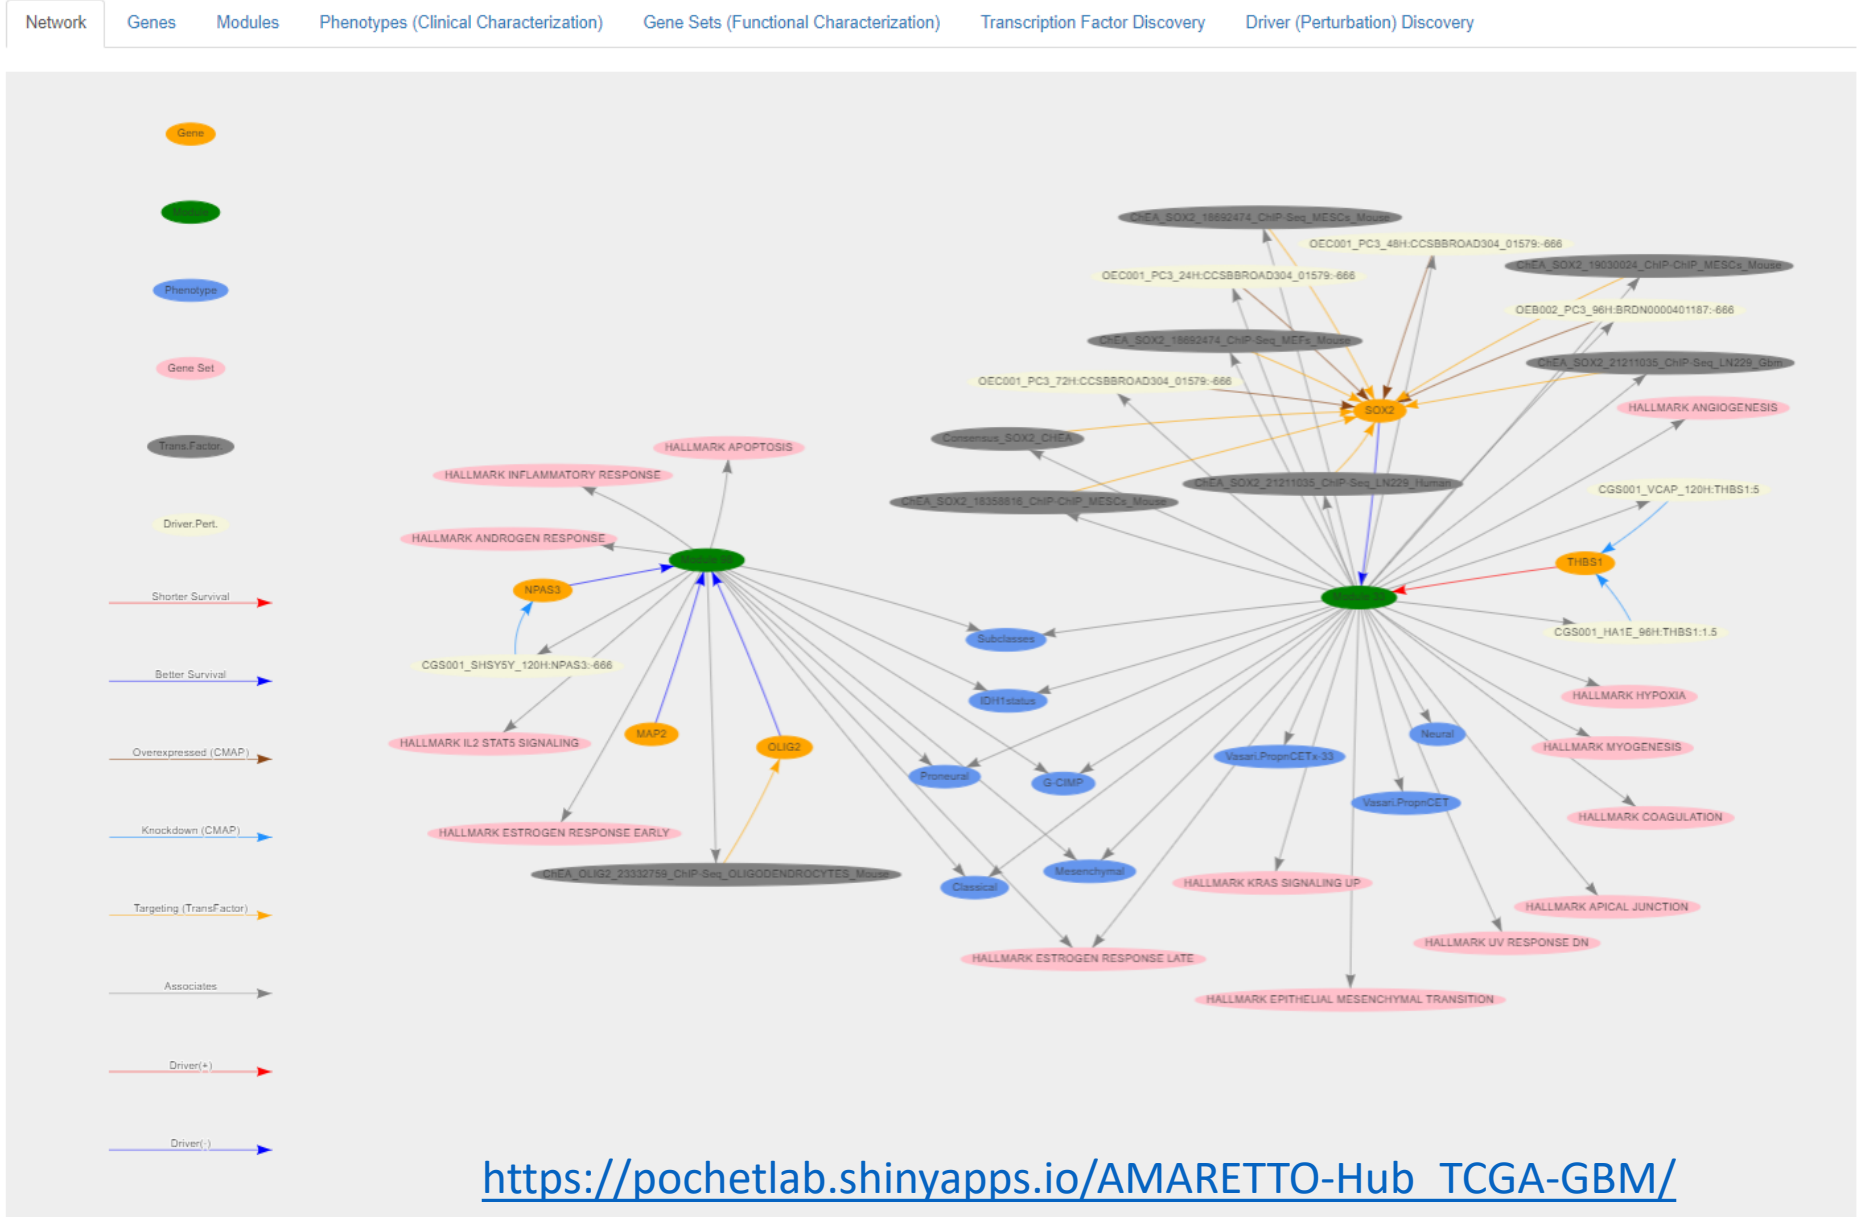 Network Genes Modules Phenotypes (Clinical Characterization) Gene Sets (Functional Characterization) Transcription Factor Discovery Driver (Perturbation) Discovery
Gene
Module
Phenotype
Gene Set
Trans.Factor.
Driver.Pert.
Shorter Survival
Better Survival
Overexpressed (CMAP)
Knockdown (CMAP)
Targeting (TransFactor)
Associates
Driver(+)
Driver(-)
ChEA_SOX2_18692474_ChIP-Seq_MESCs_Mouse
OEC001_PC3_48H:CCSBBROAD304_01579:-666
ChEA_SOX2_19030024_ChIP-ChIP_MESCs_Mouse
OEC001_PC3_24H:CCSBBROAD304_01579:-666
OEB002_PC3_96H:BRDN0000401187:-666
ChEA_SOX2_18692474_ChIP-Seq_MEFs_Mouse
ChEA_SOX2_21211035_ChIP-Seq_LN229_Gbm
OEC001_PC3_72H:CCSBBROAD304_01579:-666
SOX2
HALLMARK ANGIOGENESIS
Consensus_SOX2_CHEA
HALLMARK APOPTOSIS
HALLMARK INFLAMMATORY RESPONSE
ChEA_SOX2_21211035_ChIP-Seq_LN229_Human
CGS001_VCAP_120H:THBS1:5
ChEA_SOX2_18358816_ChIP-ChIP_MESCs_Mouse
HALLMARK ANDROGEN RESPONSE
THBS1
NPAS3
Subclasses
CGS001_HA1E_96H:THBS1:1.5
CGS001_SHSY5Y_120H:NPAS3:-666
IDH1status
HALLMARK HYPOXIA
MAP2
OLIG2
Neural
HALLMARK IL2 STAT5 SIGNALING
HALLMARK MYOGENESIS
Vasari.PropnCETx-33
Proneural
G-CIMP
Vasari.PropnCET
HALLMARK COAGULATION
HALLMARK ESTROGEN RESPONSE EARLY
ChEA_OLIG2_23332759_ChIP-Seq_OLIGODENDROCYTES_Mouse
Mesenchymal
Classical
HALLMARK KRAS SIGNALING UP
HALLMARK APICAL JUNCTION
HALLMARK UV RESPONSE DN
HALLMARK ESTROGEN RESPONSE LATE
HALLMARK EPITHELIAL MESENCHYMAL TRANSITION
https://pochetlab.shinyapps.io/AMARETTO-Hub_TCGA-GBM/